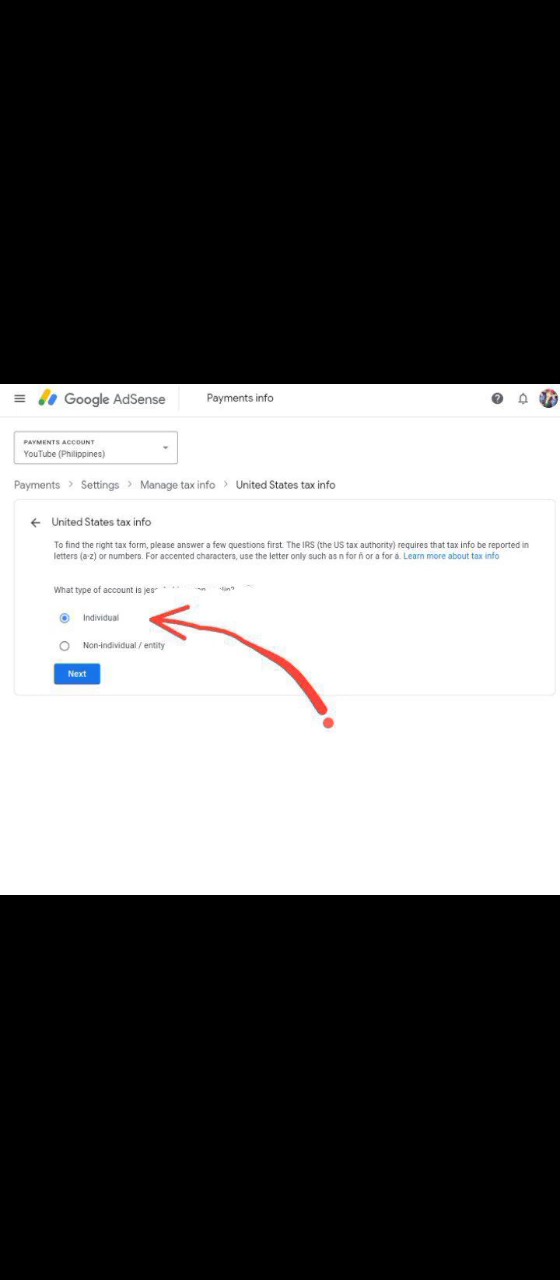 Google AdSense
Payments info
PAYMENTS ACCOUNT
YouTube (Philippines)
Payments > Settings > Manage tax info > United States tax info
United States tax info
To find the right tax form, please answer a few questions first. The IRS (the US tax authority) requires that tax info be reported in
letters (a-z) or numbers. For accented characters, use the letter only such as n for ñ or a for á. Learn more about tax info
What type of account is
Individual
Non-individual / entity
Next